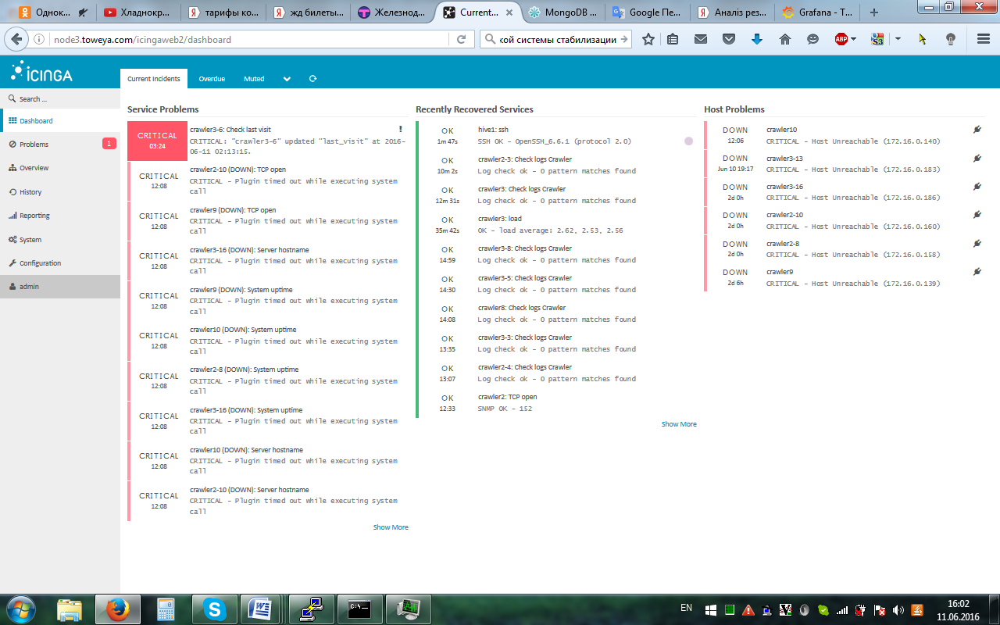 Однок...
Хладнокр...
тарифы ко...
жд билеты...
Железнод...
Current...
MongoDB ...
Google Пе...
Аналіз рез...
Grafana - T...
node3.toweya.com/icingaweb2/dashboard
кой системы стабилизации
ABP
S3
icinga
Current Incidents
Overdue
Muted
Search ...
Dashboard
Problems
1
Overview
History
Reporting
System
Configuration
admin
Service Problems
CRITICAL
03:24
crawler3-6: Check last visit
CRITICAL: "crawler3-6" updated "last_visit" at 2016-
06-11 02:13:15.
CRITICAL
12:08
crawler2-10 (DOWN): TCP open
CRITICAL - Plugin timed out while executing system
call
CRITICAL
12:08
crawler9 (DOWN): TCP open
CRITICAL - Plugin timed out while executing system
call
CRITICAL
12:08
crawler3-16 (DOWN): Server hostname
CRITICAL - Plugin timed out while executing system
call
CRITICAL
12:08
crawler9 (DOWN): System uptime
CRITICAL - Plugin timed out while executing system
call
CRITICAL
12:08
crawler10 (DOWN): System uptime
CRITICAL - Plugin timed out while executing system
call
CRITICAL
12:08
crawler2-8 (DOWN): System uptime
CRITICAL - Plugin timed out while executing system
call
CRITICAL
12:08
crawler3-16 (DOWN): System uptime
CRITICAL - Plugin timed out while executing system
call
CRITICAL
12:08
crawler10 (DOWN): Server hostname
CRITICAL - Plugin timed out while executing system
call
CRITICAL
12:08
crawler2-10 (DOWN): Server hostname
CRITICAL - Plugin timed out while executing system
call
Show More
Recently Recovered Services
OK
1m 47s
hive1: ssh
SSH OK - OpenSSH_6.6.1 (protocol 2.0)
OK
10m 2s
crawler2-3: Check logs Crawler
Log check ok - 0 pattern matches found
OK
12m 31s
crawler3: Check logs Crawler
Log check ok - 0 pattern matches found
OK
35m 42s
crawler3: load
OK - load average: 2.62, 2.53, 2.56
OK
14:59
crawler3-8: Check logs Crawler
Log check ok - 0 pattern matches found
OK
14:30
crawler3-5: Check logs Crawler
Log check ok - 0 pattern matches found
OK
14:08
crawler8: Check logs Crawler
Log check ok - 0 pattern matches found
OK
13:35
crawler3-3: Check logs Crawler
Log check ok - 0 pattern matches found
OK
13:07
crawler2-4: Check logs Crawler
Log check ok - 0 pattern matches found
OK
12:33
crawler2: TCP open
SNMP OK - 152
Show More
Host Problems
DOWN
12:06
crawler10
CRITICAL - Host Unreachable (172.16.0.140)
DOWN
Jun 10 19:17
crawler3-13
CRITICAL - Host Unreachable (172.16.0.183)
DOWN
2d 0h
crawler3-16
CRITICAL - Host Unreachable (172.16.0.186)
DOWN
2d 0h
crawler2-10
CRITICAL - Host Unreachable (172.16.0.160)
DOWN
2d 0h
crawler2-8
CRITICAL - Host Unreachable (172.16.0.158)
DOWN
2d 6h
crawler9
CRITICAL - Host Unreachable (172.16.0.139)
EN
16:02
11.06.2016